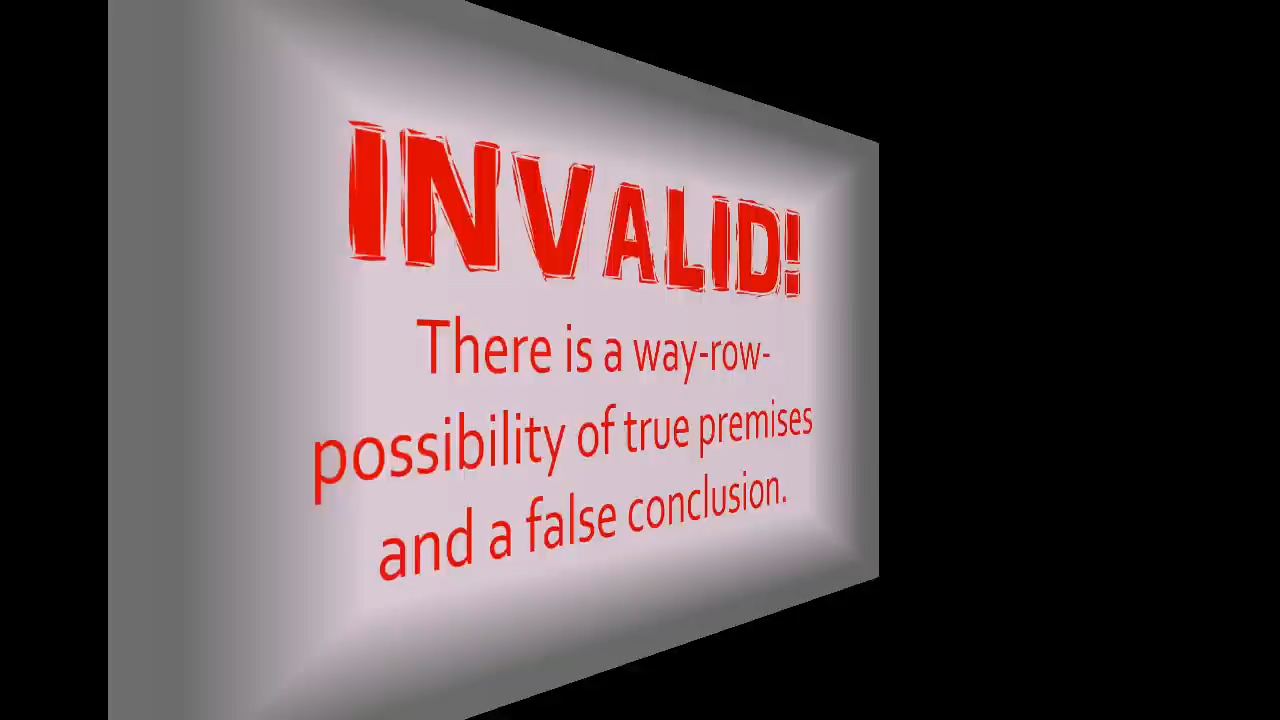 INVALID!
There is a way-row-
possibility of true premises
and a false conclusion.